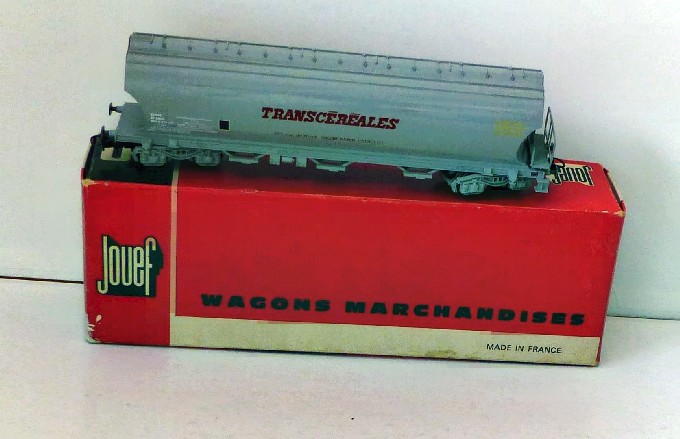 TRANSCÉRÉALES
Jouef
Jouef
WAGONS MARCHANDISES
MADE IN FRANCE